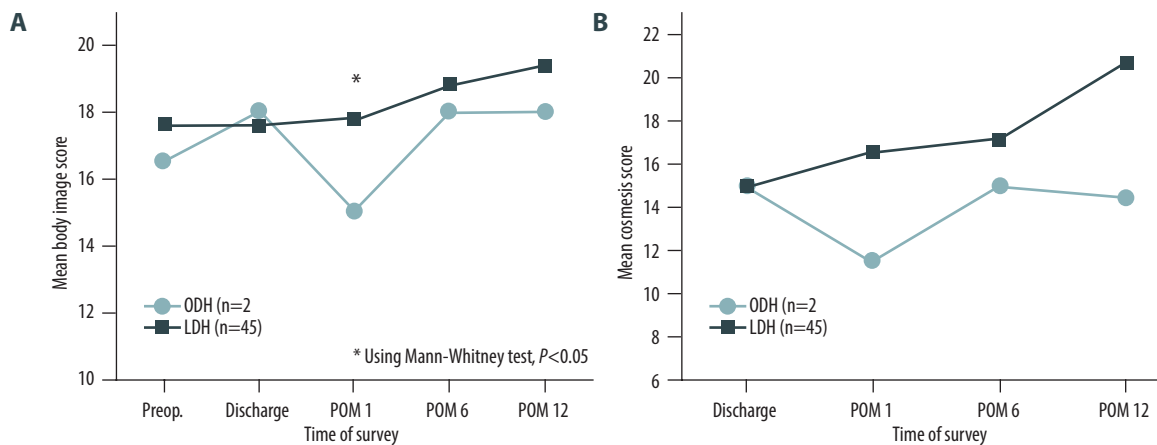 A
Mean body image score
20
18
16
14
12
10
*
ODH (n=2
LDH (n=45)
* Using Mann-Whitney test, P<0.05
Preop.
Discharge
POM 1
POM 6
POM 12
Time of survey
B
Mean cosmesis score
22
20
18
16
14
12
10
8
6
ODH (n=2
LDH (n=45)
Discharge
POM 1
POM 6
POM 12
Time of survey